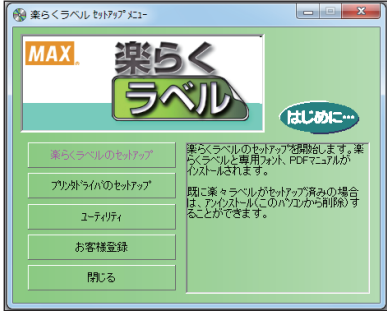 楽らくラベル ｾｯﾄｱｯﾌﾟﾒﾆｭｰ
MAX.
楽らく
ラベル
はじめに…
楽らくラベルのｾｯﾄｱｯﾌﾟ
ﾌﾟﾘﾝﾀﾄﾞﾗｲﾊﾞのｾｯﾄｱｯﾌﾟ
ﾕｰﾃｨﾘﾃｨ
お客様登録
閉じる
楽らくラベルのｾｯﾄｱｯﾌﾟを開始します。楽
らくラベルと専用ﾌｫﾝﾄ、PDFﾏﾆｭｱﾙが
ｲﾝｽﾄｰﾙされます。
既に楽々ラベルがｾｯﾄｱｯﾌﾟ済みの場合
は、ｱﾝｲﾝｽﾄｰﾙ(このﾊﾟｿｺﾝから削除)す
ることができます。